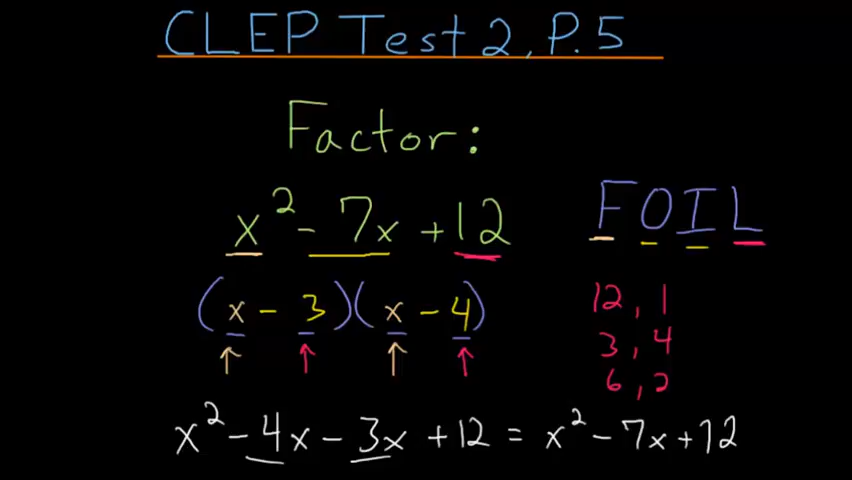 CLEP Test 2, P.5
Factor:
x² - 7x + 12
FOIL
(x - 3)(x - 4)
12, 1
3, 4
6, 2
x² - 4x - 3x + 12 = x² - 7x + 12